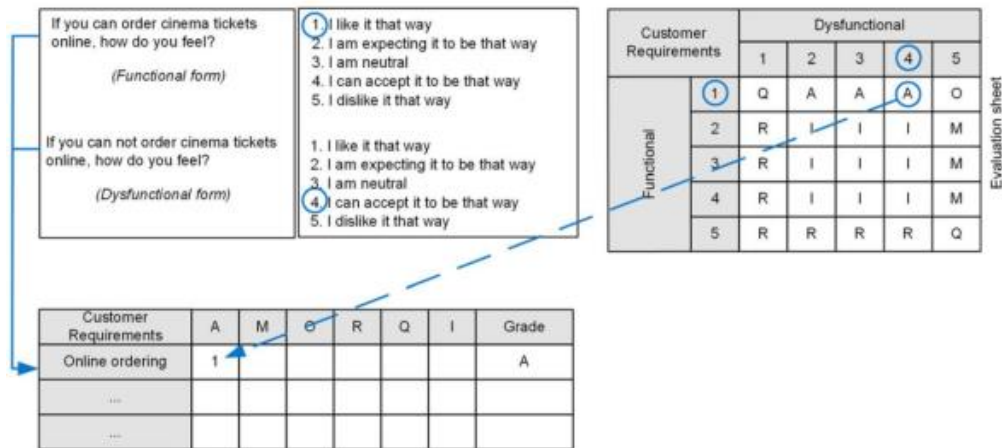 If you can order cinema tickets
online, how do you feel?
(Functional form)
1. I like it that way
2. I am expecting it to be that way
3. I am neutral
4. I can accept it to be that way
5. I dislike it that way
If you can not order cinema tickets
online, how do you feel?
(Dysfunctional form)
1. I like it that way
2. I am expecting it to be that way
3. I am neutral
4. I can accept it to be that way
5. I dislike it that way
Customer Requirements Dysfunctional
1 2 3 4 5
Functional
1 Q A A A O
2 R I I I M
3 R I I I M
4 R I I I M
5 R R R R Q
Evaluation sheet
Customer Requirements A M O R Q I Grade
Online ordering 1 A
...
...